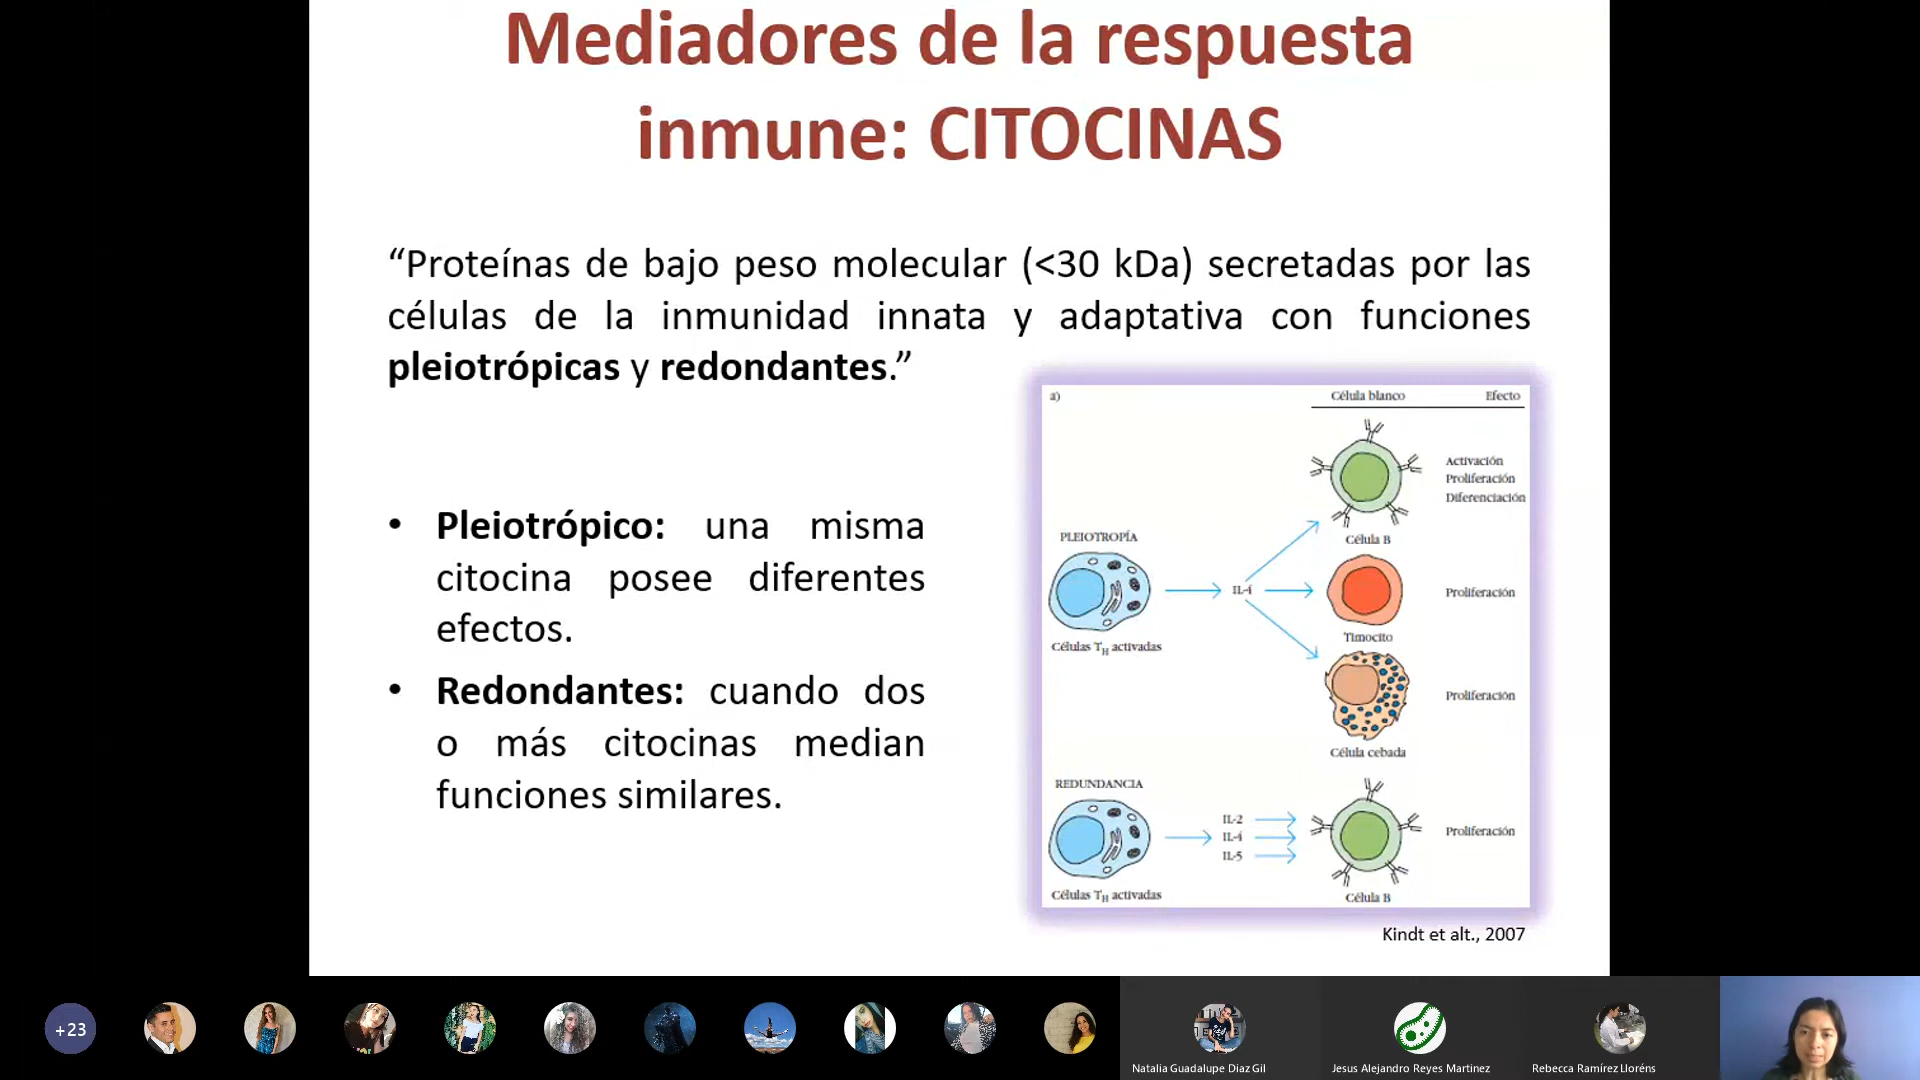 Mediadores de la respuesta
inmune: CITOCINAS
“Proteínas de bajo peso molecular (<30 kDa) secretadas por las
células de la inmunidad innata y adaptativa con funciones
pleiotrópicas y redondantes.”
• Pleiotrópico: una misma
citocina posee diferentes
efectos.
• Redondantes: cuando dos
o más citocinas median
funciones similares.
a)
Célula blanco Efecto
Activación
Proliferación
Diferenciación
Célula B
PLEIOTROPÍA
IL-4
Proliferación
Timocito
Células TH activadas
Proliferación
Célula cebada
REDUNDANCIA
IL-2
IL-4
IL-5
Proliferación
Células TH activadas
Célula B
Kindt et alt., 2007
+23
Natalia Guadalupe Diaz Gil
Jesus Alejandro Reyes Martinez
Rebecca Ramírez Lloréns